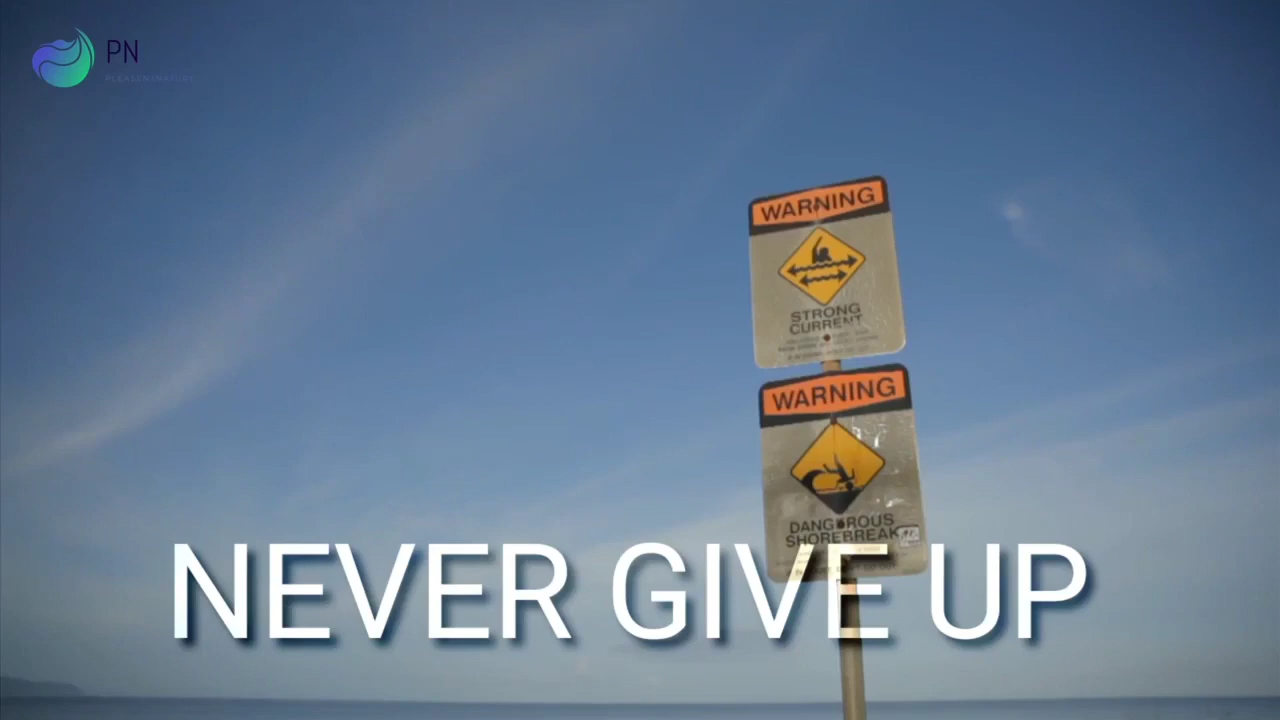 PN
WARNING
STRONG
CURRENT
WARNING
DANGEROUS
SHOREBREAK
NEVER GIVE UP